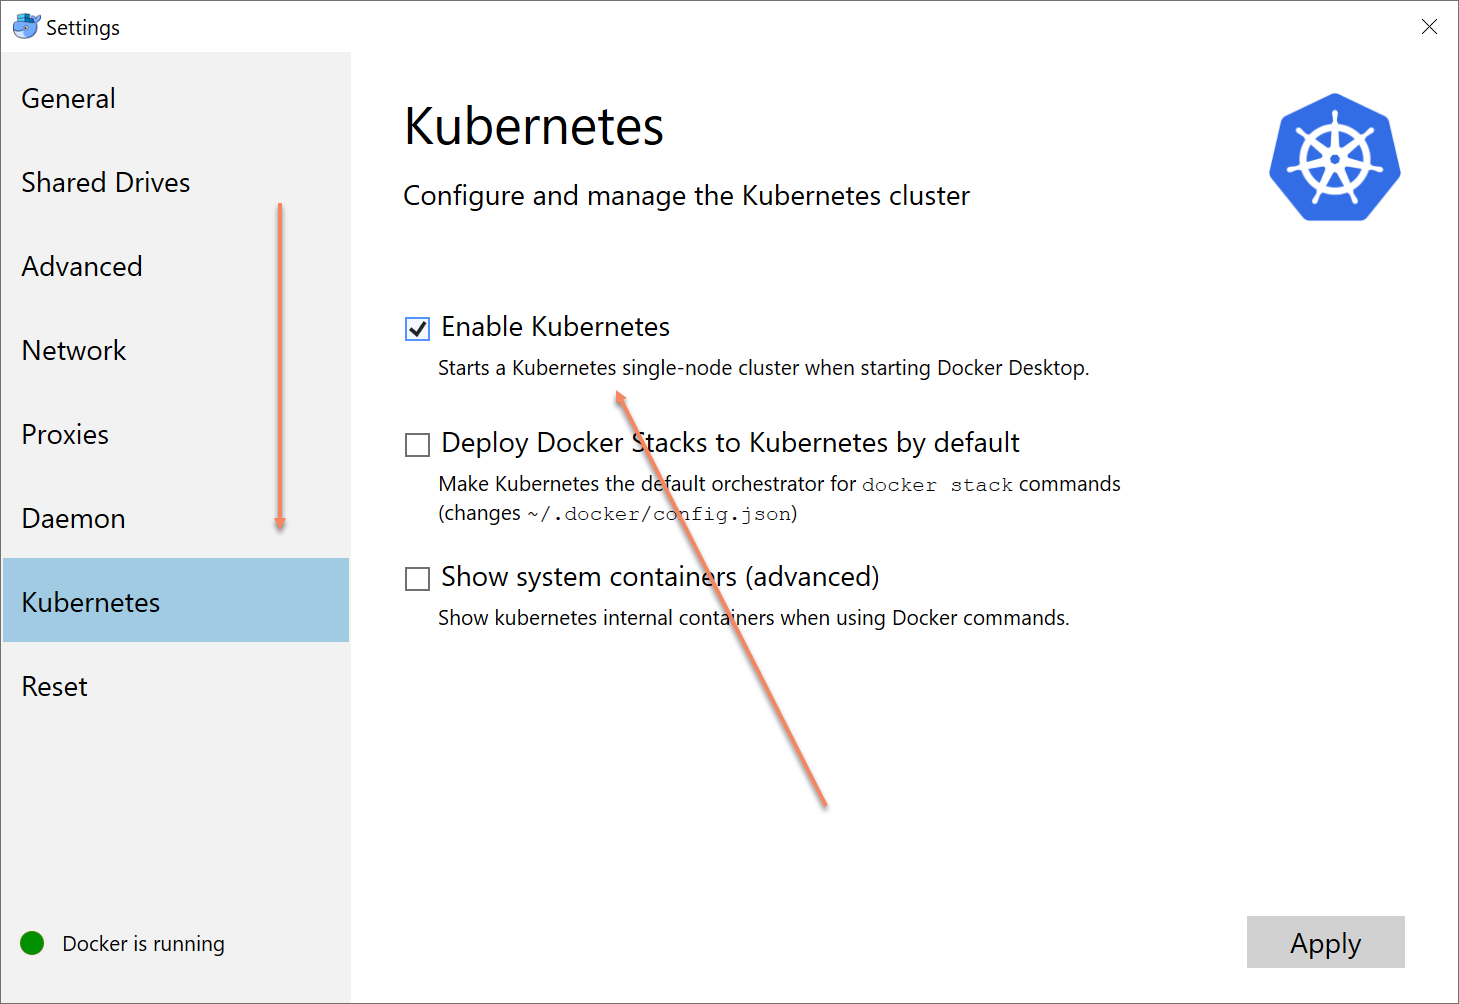 Settings
General
Shared Drives
Advanced
Network
Proxies
Daemon
Kubernetes
Reset
Docker is running
Kubernetes
Configure and manage the Kubernetes cluster
Enable Kubernetes
Starts a Kubernetes single-node cluster when starting Docker Desktop.
Deploy Docker Stacks to Kubernetes by default
Make Kubernetes the default orchestrator for docker stack commands
(changes ~/.docker/config.json)
Show system containers (advanced)
Show kubernetes internal containers when using Docker commands.
Apply